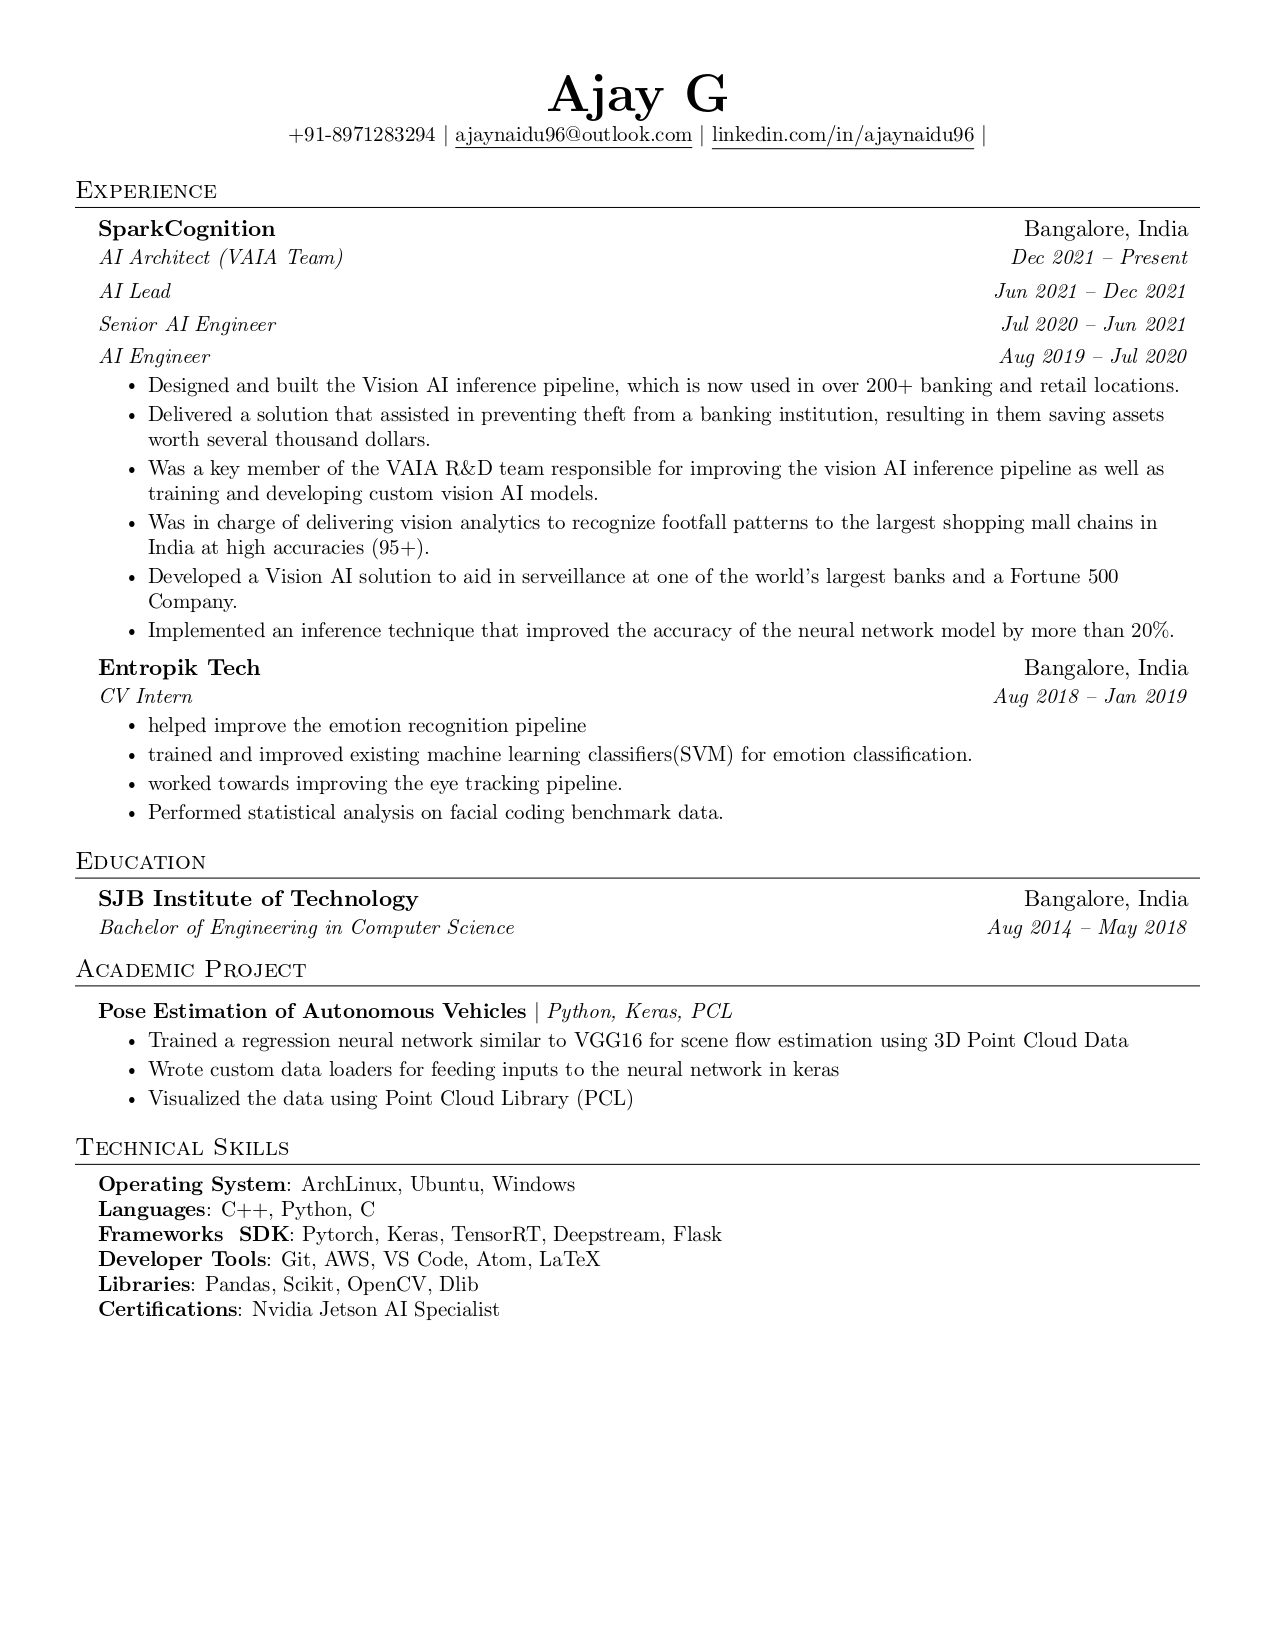 Ajay G
+91-8971283294 | ajaynaidu96@outlook.com | linkedin.com/in/ajaynaidu96 |
Experience
SparkCognition Bangalore, India
AI Architect (VAIA Team) Dec 2021 – Present
AI Lead Jun 2021 – Dec 2021
Senior AI Engineer Jul 2020 – Jun 2021
AI Engineer Aug 2019 – Jul 2020
• Designed and built the Vision AI inference pipeline, which is now used in over 200+ banking and retail locations.
• Delivered a solution that assisted in preventing theft from a banking institution, resulting in them saving assets
worth several thousand dollars.
• Was a key member of the VAIA R&D team responsible for improving the vision AI inference pipeline as well as
training and developing custom vision AI models.
• Was in charge of delivering vision analytics to recognize footfall patterns to the largest shopping mall chains in
India at high accuracies (95+).
• Developed a Vision AI solution to aid in serveillance at one of the world's largest banks and a Fortune 500
Company.
• Implemented an inference technique that improved the accuracy of the neural network model by more than 20%.
Entropik Tech Bangalore, India
CV Intern Aug 2018 – Jan 2019
• helped improve the emotion recognition pipeline
• trained and improved existing machine learning classifiers(SVM) for emotion classification.
• worked towards improving the eye tracking pipeline.
• Performed statistical analysis on facial coding benchmark data.
Education
SJB Institute of Technology Bangalore, India
Bachelor of Engineering in Computer Science Aug 2014 – May 2018
Academic Project
Pose Estimation of Autonomous Vehicles | Python, Keras, PCL
• Trained a regression neural network similar to VGG16 for scene flow estimation using 3D Point Cloud Data
• Wrote custom data loaders for feeding inputs to the neural network in keras
• Visualized the data using Point Cloud Library (PCL)
Technical Skills
Operating System: ArchLinux, Ubuntu, Windows
Languages: C++, Python, C
Frameworks SDK: Pytorch, Keras, TensorRT, Deepstream, Flask
Developer Tools: Git, AWS, VS Code, Atom, LaTeX
Libraries: Pandas, Scikit, OpenCV, Dlib
Certifications: Nvidia Jetson AI Specialist